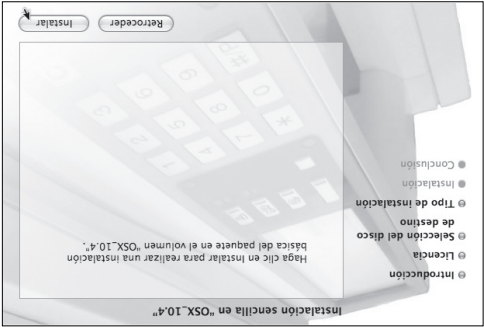 Instalación sencilla en "OSX_10.4"
Introducción
Licencia
Selección del disco
de destino
Tipo de instalación
Instalación
Conclusión
Haga clic en Instalar para realizar una instalación
básica del paquete en el volumen "OSX_10.4".
Retroceder
Instalar